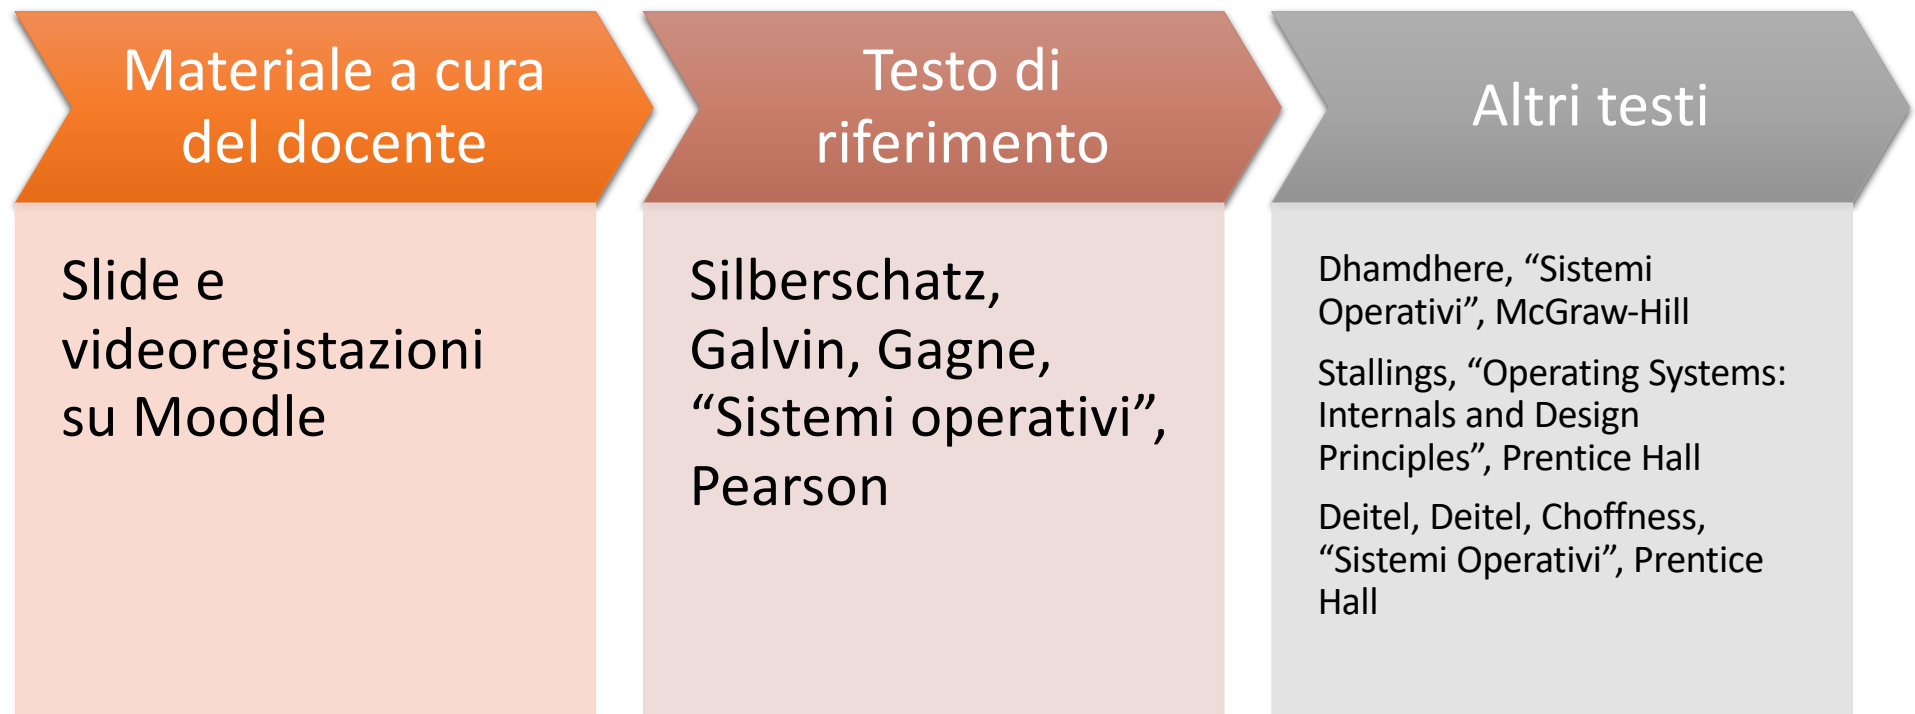 Materiale a cura
del docente
Slide e
videoregistazioni
su Moodle
Testo di
riferimento
Silberschatz,
Galvin, Gagne,
“Sistemi operativi”,
Pearson
Altri testi
Dhamdhere, “Sistemi
Operativi”, McGraw-Hill
Stallings, “Operating Systems:
Internals and Design
Principles”, Prentice Hall
Deitel, Deitel, Choffness,
“Sistemi Operativi”, Prentice
Hall